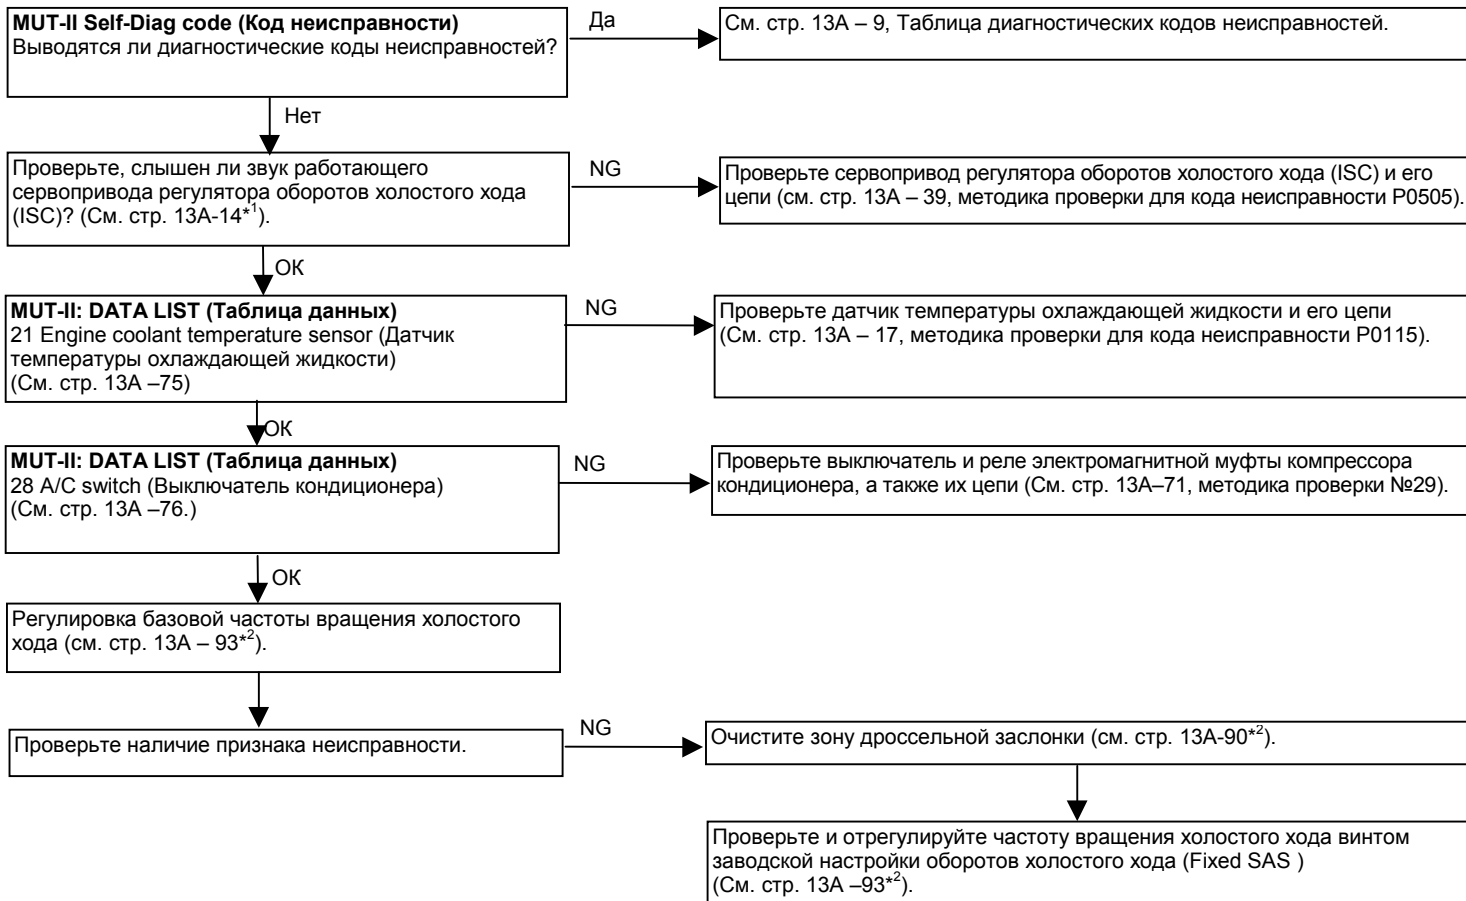 MUT-II Self-Diag code (Код неисправности)
Выводятся ли диагностические коды неисправностей?
Да
См. стр. 13А – 9, Таблица диагностических кодов неисправностей.
Нет
Проверьте, слышен ли звук работающего
сервопривода регулятора оборотов холостого хода
(ISC)? (См. стр. 13А-14*1).
NG
Проверьте сервопривод регулятора оборотов холостого хода (ISC) и его
цепи (см. стр. 13А – 39, методика проверки для кода неисправности P0505).
ОК
MUT-II: DATA LIST (Таблица данных)
21 Engine coolant temperature sensor (Датчик
температуры охлаждающей жидкости)
(См. стр. 13А –75)
NG
Проверьте датчик температуры охлаждающей жидкости и его цепи
(См. стр. 13А – 17, методика проверки для кода неисправности P0115).
ОК
MUT-II: DATA LIST (Таблица данных)
28 A/C switch (Выключатель кондиционера)
(См. стр. 13А –76.)
NG
Проверьте выключатель и реле электромагнитной муфты компрессора
кондиционера, а также их цепи (См. стр. 13А–71, методика проверки №29).
ОК
Регулировка базовой частоты вращения холостого
хода (см. стр. 13А – 93*2).
Проверьте наличие признака неисправности.
NG
Очистите зону дроссельной заслонки (см. стр. 13А-90*2).
Проверьте и отрегулируйте частоту вращения холостого хода винтом
заводской настройки оборотов холостого хода (Fixed SAS )
(См. стр. 13А –93*2).